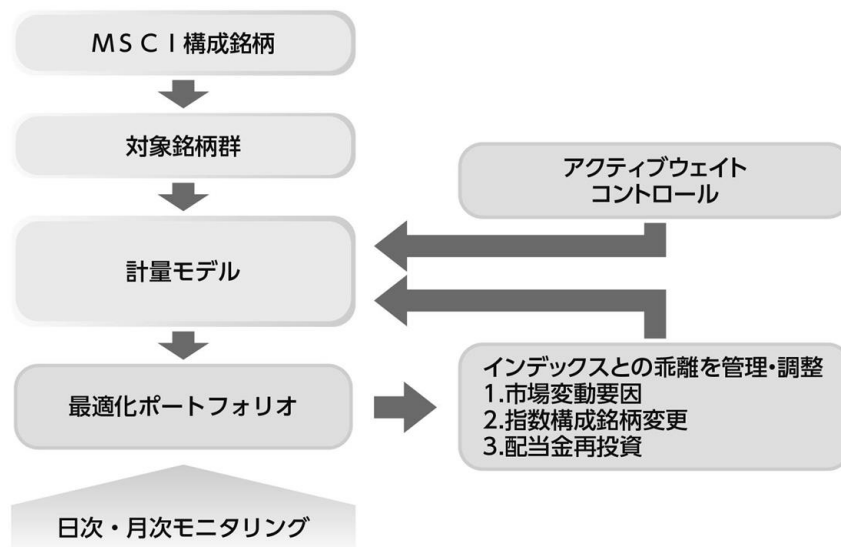 MSCI構成銘柄
対象銘柄群
計量モデル
最適化ポートフォリオ
日次・月次モニタリング
アクティブウェイト
コントロール
インデックスとの乖離を管理・調整
1.市場変動要因
2.指数構成銘柄変更
3.配当金再投資